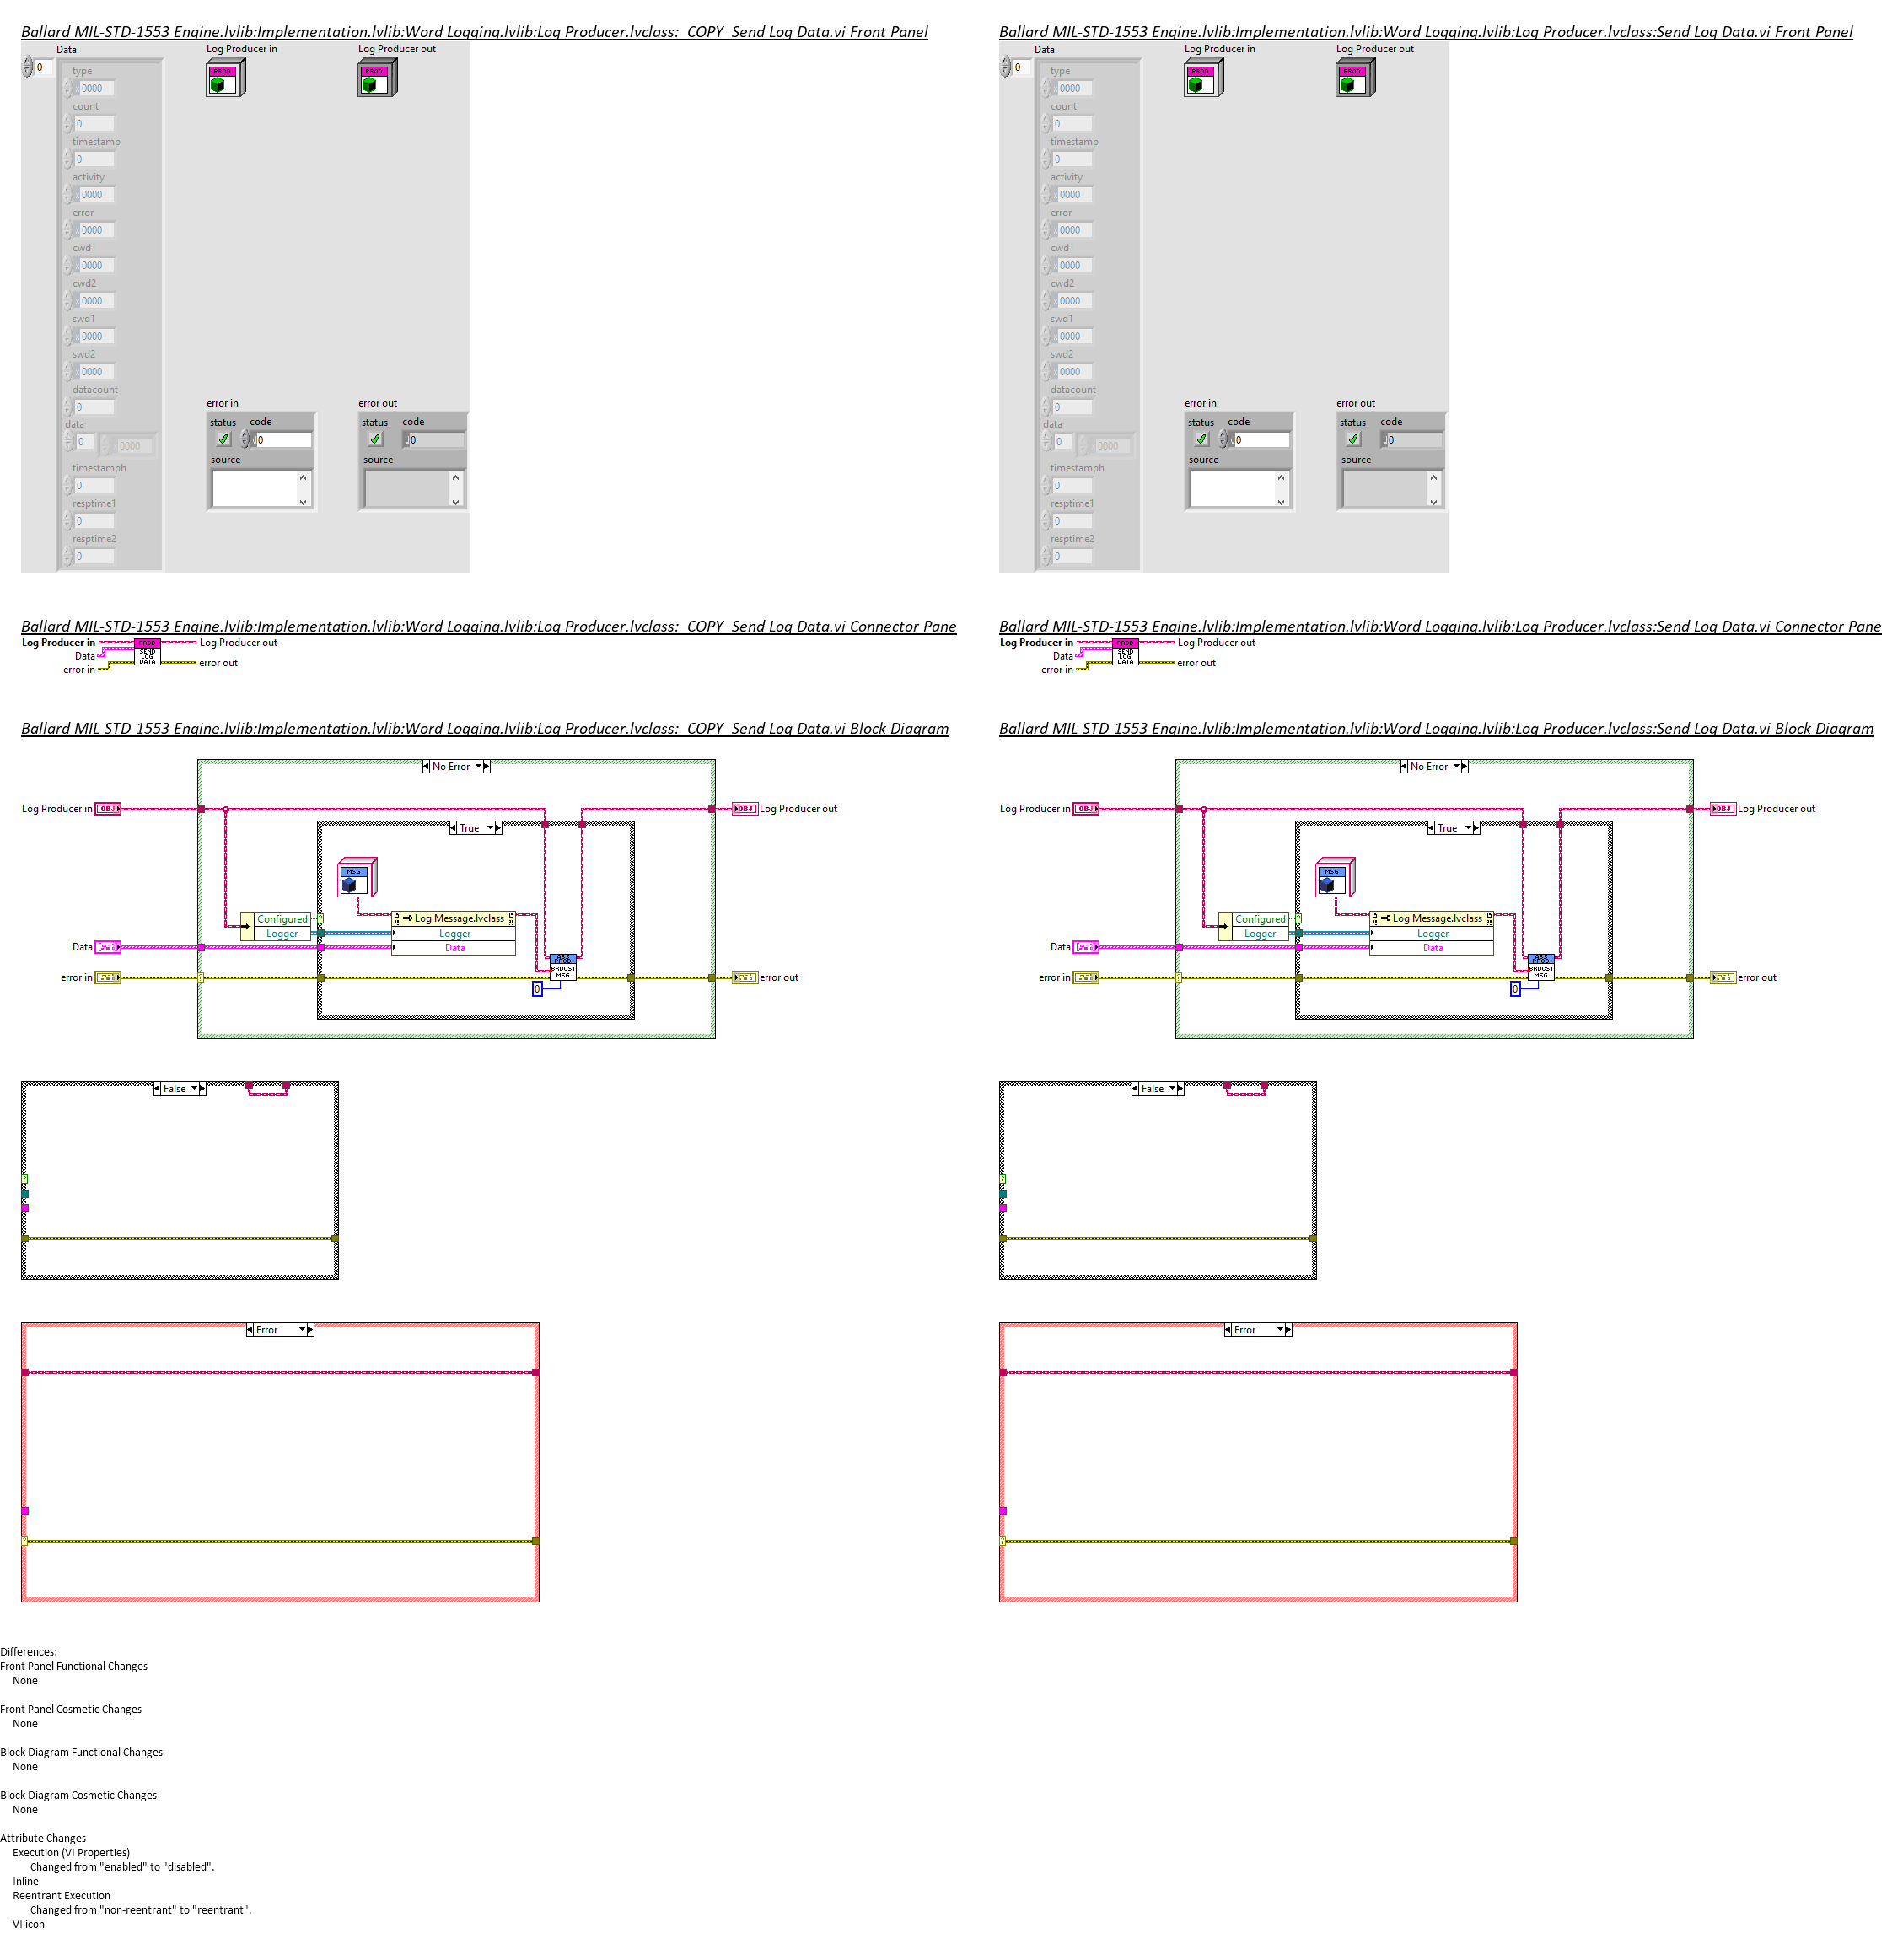 Ballard MIL-STD-1553 Engine.lvlib:Implementation.lvlib:Word Logging.lvlib:Log Producer.lvclass:_COPY_Send Log Data.vi Front Panel
Data
Log Producer in
Log Producer out
0
type
0000
PROD
PROD
count
0
timestamp
0
activity
0000
error
0000
cwd1
0000
cwd2
0000
swd1
0000
swd2
0000
datacount
0
data
0
0000
timestamph
0
resptime1
0
resptime2
0
error in
status
code
0
source
error out
status
code
0
source
Ballard MIL-STD-1553 Engine.lvlib:Implementation.lvlib:Word Logging.lvlib:Log Producer.lvclass:Send Log Data.vi Front Panel
Data
Log Producer in
Log Producer out
0
type
0000
PROD
PROD
count
0
timestamp
0
activity
0000
error
0000
cwd1
0000
cwd2
0000
swd1
0000
swd2
0000
datacount
0
data
0
0000
timestamph
0
resptime1
0
resptime2
0
error in
status
code
0
source
error out
status
code
0
source
Ballard MIL-STD-1553 Engine.lvlib:Implementation.lvlib:Word Logging.lvlib:Log Producer.lvclass:_COPY_Send Log Data.vi Connector Pane
Log Producer in
PROD
SEND
LOG
DATA
Log Producer out
Data
error in
error out
Ballard MIL-STD-1553 Engine.lvlib:Implementation.lvlib:Word Logging.lvlib:Log Producer.lvclass:Send Log Data.vi Connector Pane
Log Producer in
PROD
SEND
LOG
DATA
Log Producer out
Data
error in
error out
Ballard MIL-STD-1553 Engine.lvlib:Implementation.lvlib:Word Logging.lvlib:Log Producer.lvclass:_COPY_Send Log Data.vi Block Diagram
No Error
Log Producer in
OBJ
OBJ
Log Producer out
True
MSG
Configured
Logger
Log Message.lvclass
Logger
Data
Data
ABS
PROD
BRDCST
MSG
error in
0
error out
False
Error
Ballard MIL-STD-1553 Engine.lvlib:Implementation.lvlib:Word Logging.lvlib:Log Producer.lvclass:Send Log Data.vi Block Diagram
No Error
Log Producer in
OBJ
OBJ
Log Producer out
True
MSG
Configured
Logger
Log Message.lvclass
Logger
Data
Data
ABS
PROD
BRDCST
MSG
error in
0
error out
False
Error
Differences:
Front Panel Functional Changes
None
Front Panel Cosmetic Changes
None
Block Diagram Functional Changes
None
Block Diagram Cosmetic Changes
None
Attribute Changes
Execution (VI Properties)
Changed from "enabled" to "disabled".
Inline
Reentrant Execution
Changed from "non-reentrant" to "reentrant".
VI icon